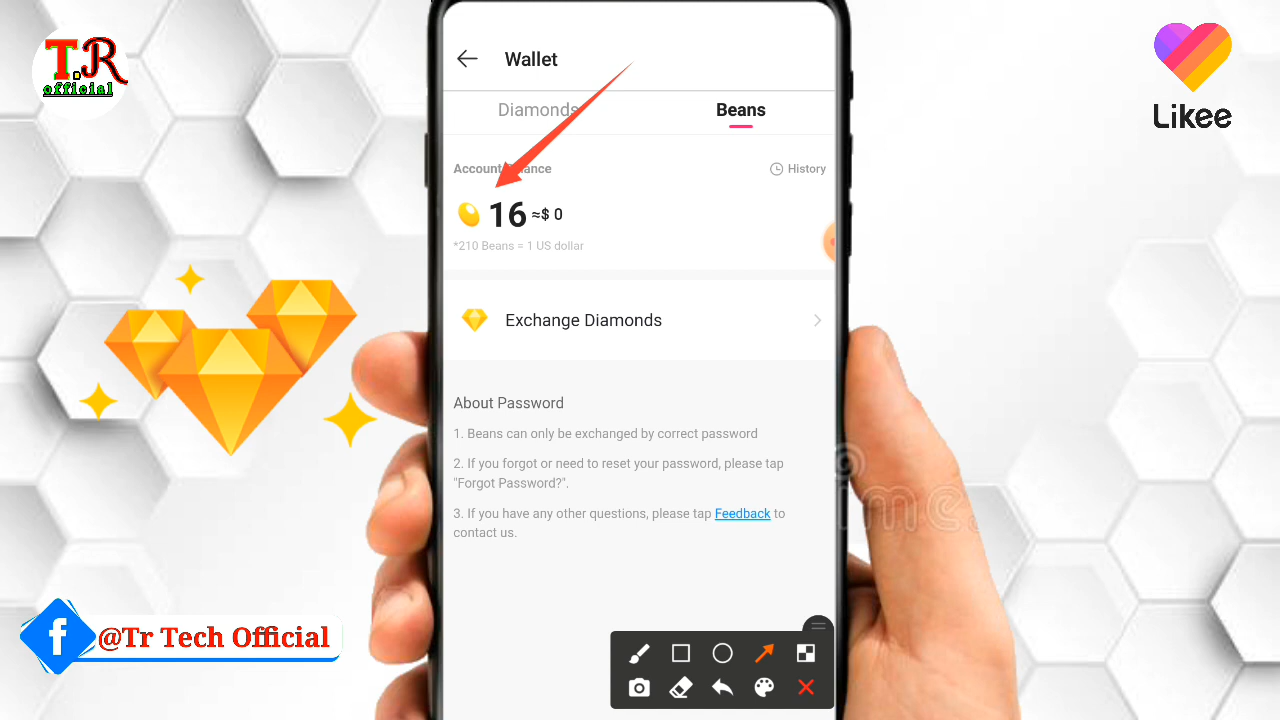 T.R
official
Likee
Wallet
Diamonds
Beans
Account
ance
History
16 ≈$ 0
*210 Beans = 1 US dollar
Exchange Diamonds
About Password
1. Beans can only be exchanged by correct password
2. If you forgot or need to reset your password, please tap
"Forgot Password?".
3. If you have any other questions, please tap Feedback to
contact us.
f @Tr Tech Official